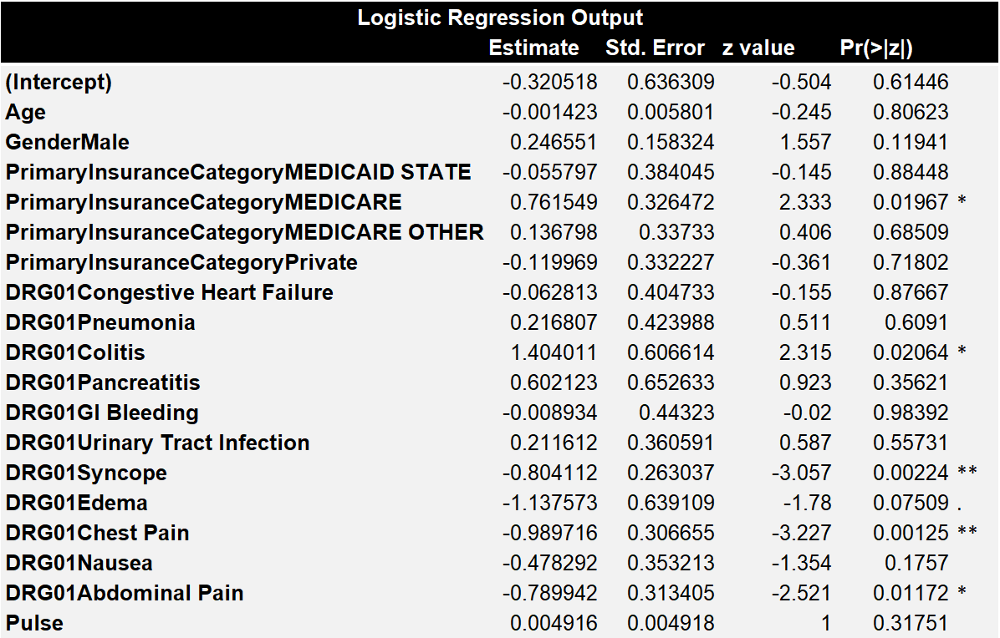 Logistic Regression Output
Estimate Std. Error z value Pr(>|z|)
(Intercept) -0.320518 0.636309 -0.504 0.61446
Age -0.001423 0.005801 -0.245 0.80623
GenderMale 0.246551 0.158324 1.557 0.11941
PrimaryInsuranceCategoryMEDICAID STATE -0.055797 0.384045 -0.145 0.88448
PrimaryInsuranceCategoryMEDICARE 0.761549 0.326472 2.333 0.01967 *
PrimaryInsuranceCategoryMEDICARE OTHER 0.136798 0.33733 0.406 0.68509
PrimaryInsuranceCategoryPrivate -0.119969 0.332227 -0.361 0.71802
DRG01Congestive Heart Failure -0.062813 0.404733 -0.155 0.87667
DRG01Pneumonia 0.216807 0.423988 0.511 0.6091
DRG01Colitis 1.404011 0.606614 2.315 0.02064 *
DRG01Pancreatitis 0.602123 0.652633 0.923 0.35621
DRG01GI Bleeding -0.008934 0.44323 -0.02 0.98392
DRG01Urinary Tract Infection 0.211612 0.360591 0.587 0.55731
DRG01Syncope -0.804112 0.263037 -3.057 0.00224 **
DRG01Edema -1.137573 0.639109 -1.78 0.07509 .
DRG01Chest Pain -0.989716 0.306655 -3.227 0.00125 **
DRG01Nausea -0.478292 0.353213 -1.354 0.1757
DRG01Abdominal Pain -0.789942 0.313405 -2.521 0.01172 *
Pulse 0.004916 0.004918 1 0.31751